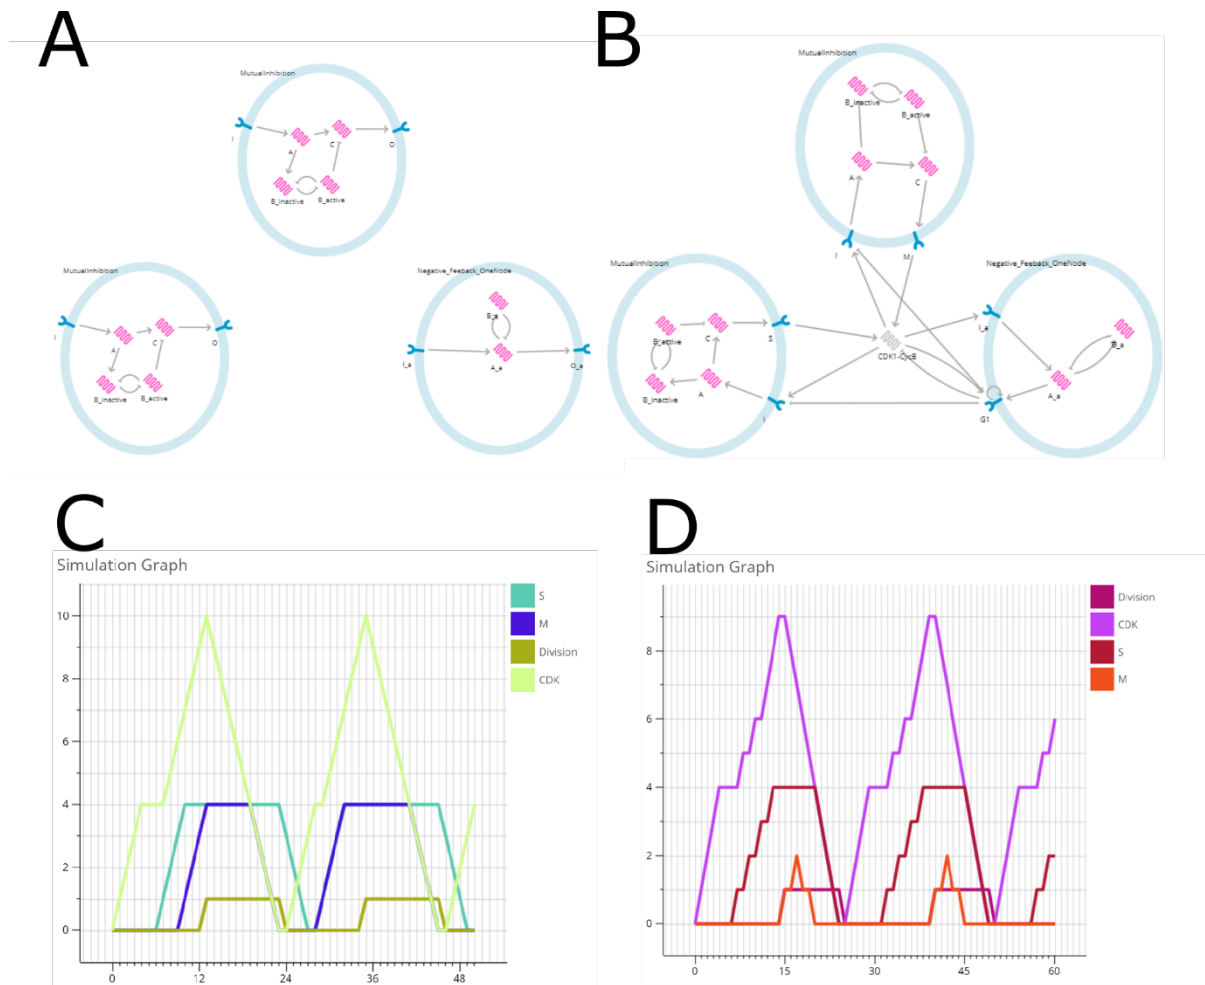 A
MutualInhibition
I
A
C
O
B_inactive
B_active
MutualInhibition
I
A
C
O
B_inactive
B_active
Negative_Feeback_OneNode
B_a
I_a
A_a
O_a
B
MutualInhibition
B_inactive
B_active
A
C
I
M
MutualInhibition
B_active
C
S
B_inactive
A
I
CDK1-CycB
Negative_Feeback_OneNode
I_a
B_a
A_a
G1
C
Simulation Graph
10
8
6
4
2
0
0 12 24 36 48
S
M
Division
CDK
D
Simulation Graph
8
6
4
2
0
0 15 30 45 60
Division
CDK
S
M